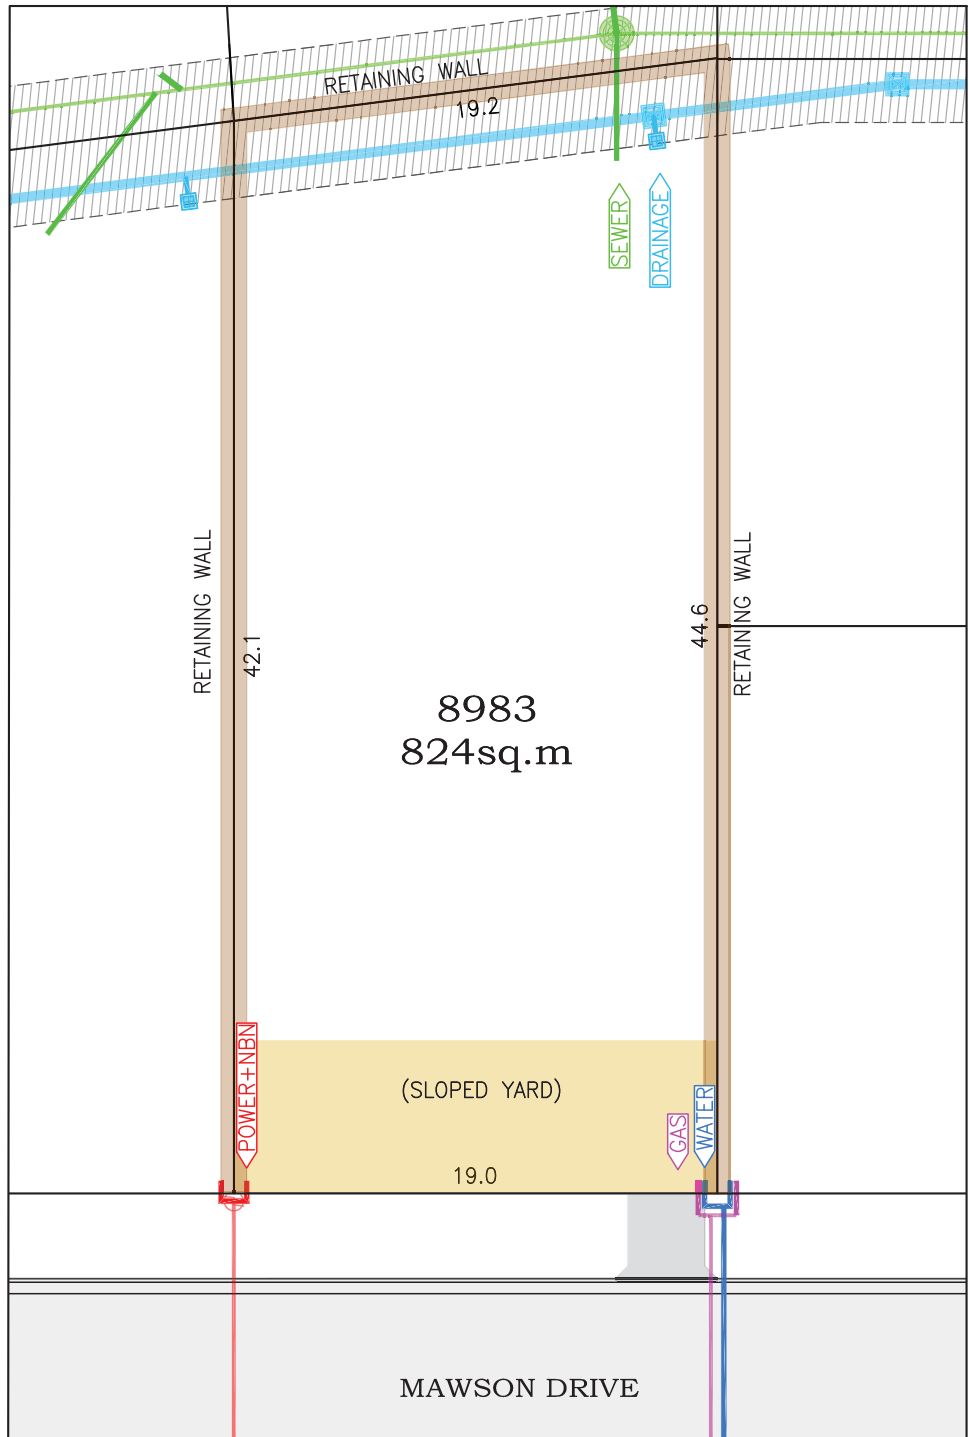 RETAINING WALL
19.2
SEWER
DRAINAGE
RETAINING WALL
42.1
44.6
RETAINING WALL
8983
824sq.m
POWER+NBN
(SLOPED YARD)
GAS
WATER
19.0
MAWSON DRIVE